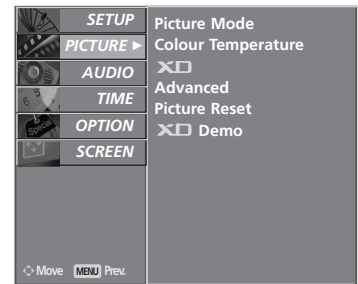 SETUP
PICTURE ►
AUDIO
TIME
OPTION
SCREEN
Move MENU Prev.
Picture Mode
Colour Temperature
XD
Advanced
Picture Reset
XD Demo